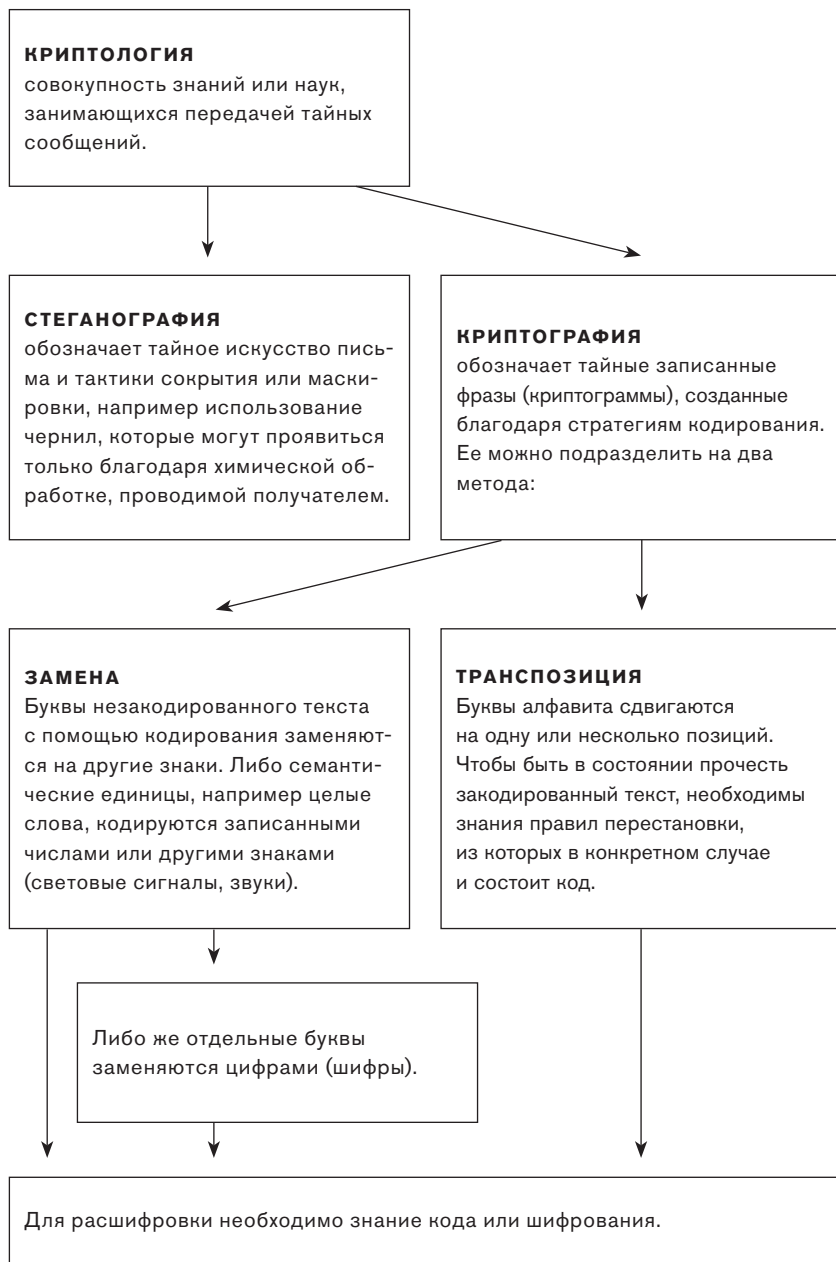 КРИПТОЛОГИЯ
совокупность знаний или наук,
занимающихся передачей тайных
сообщений.
СТЕГАНОГРАФИЯ
обозначает тайное искусство пись-
ма и тактики сокрытия или маски-
ровки, например использование
чернил, которые могут проявиться
только благодаря химической об-
работке, проводимой получателем.
КРИПТОГРАФИЯ
обозначает тайные записанные
фразы (криптограммы), созданные
благодаря стратегиям кодирования.
Ее можно подразделить на два
метода:
ЗАМЕНА
Буквы незакодированного текста
с помощью кодирования заменяют-
ся на другие знаки. Либо семанти-
ческие единицы, например целые
слова, кодируются записанными
числами или другими знаками
(световые сигналы, звуки).
ТРАНСПОЗИЦИЯ
Буквы алфавита сдвигаются
на одну или несколько позиций.
Чтобы быть в состоянии прочесть
закодированный текст, необходимы
знания правил перестановки,
из которых в конкретном случае
и состоит код.
Либо же отдельные буквы
заменяются цифрами (шифры).
Для расшифровки необходимо знание кода или шифрования.